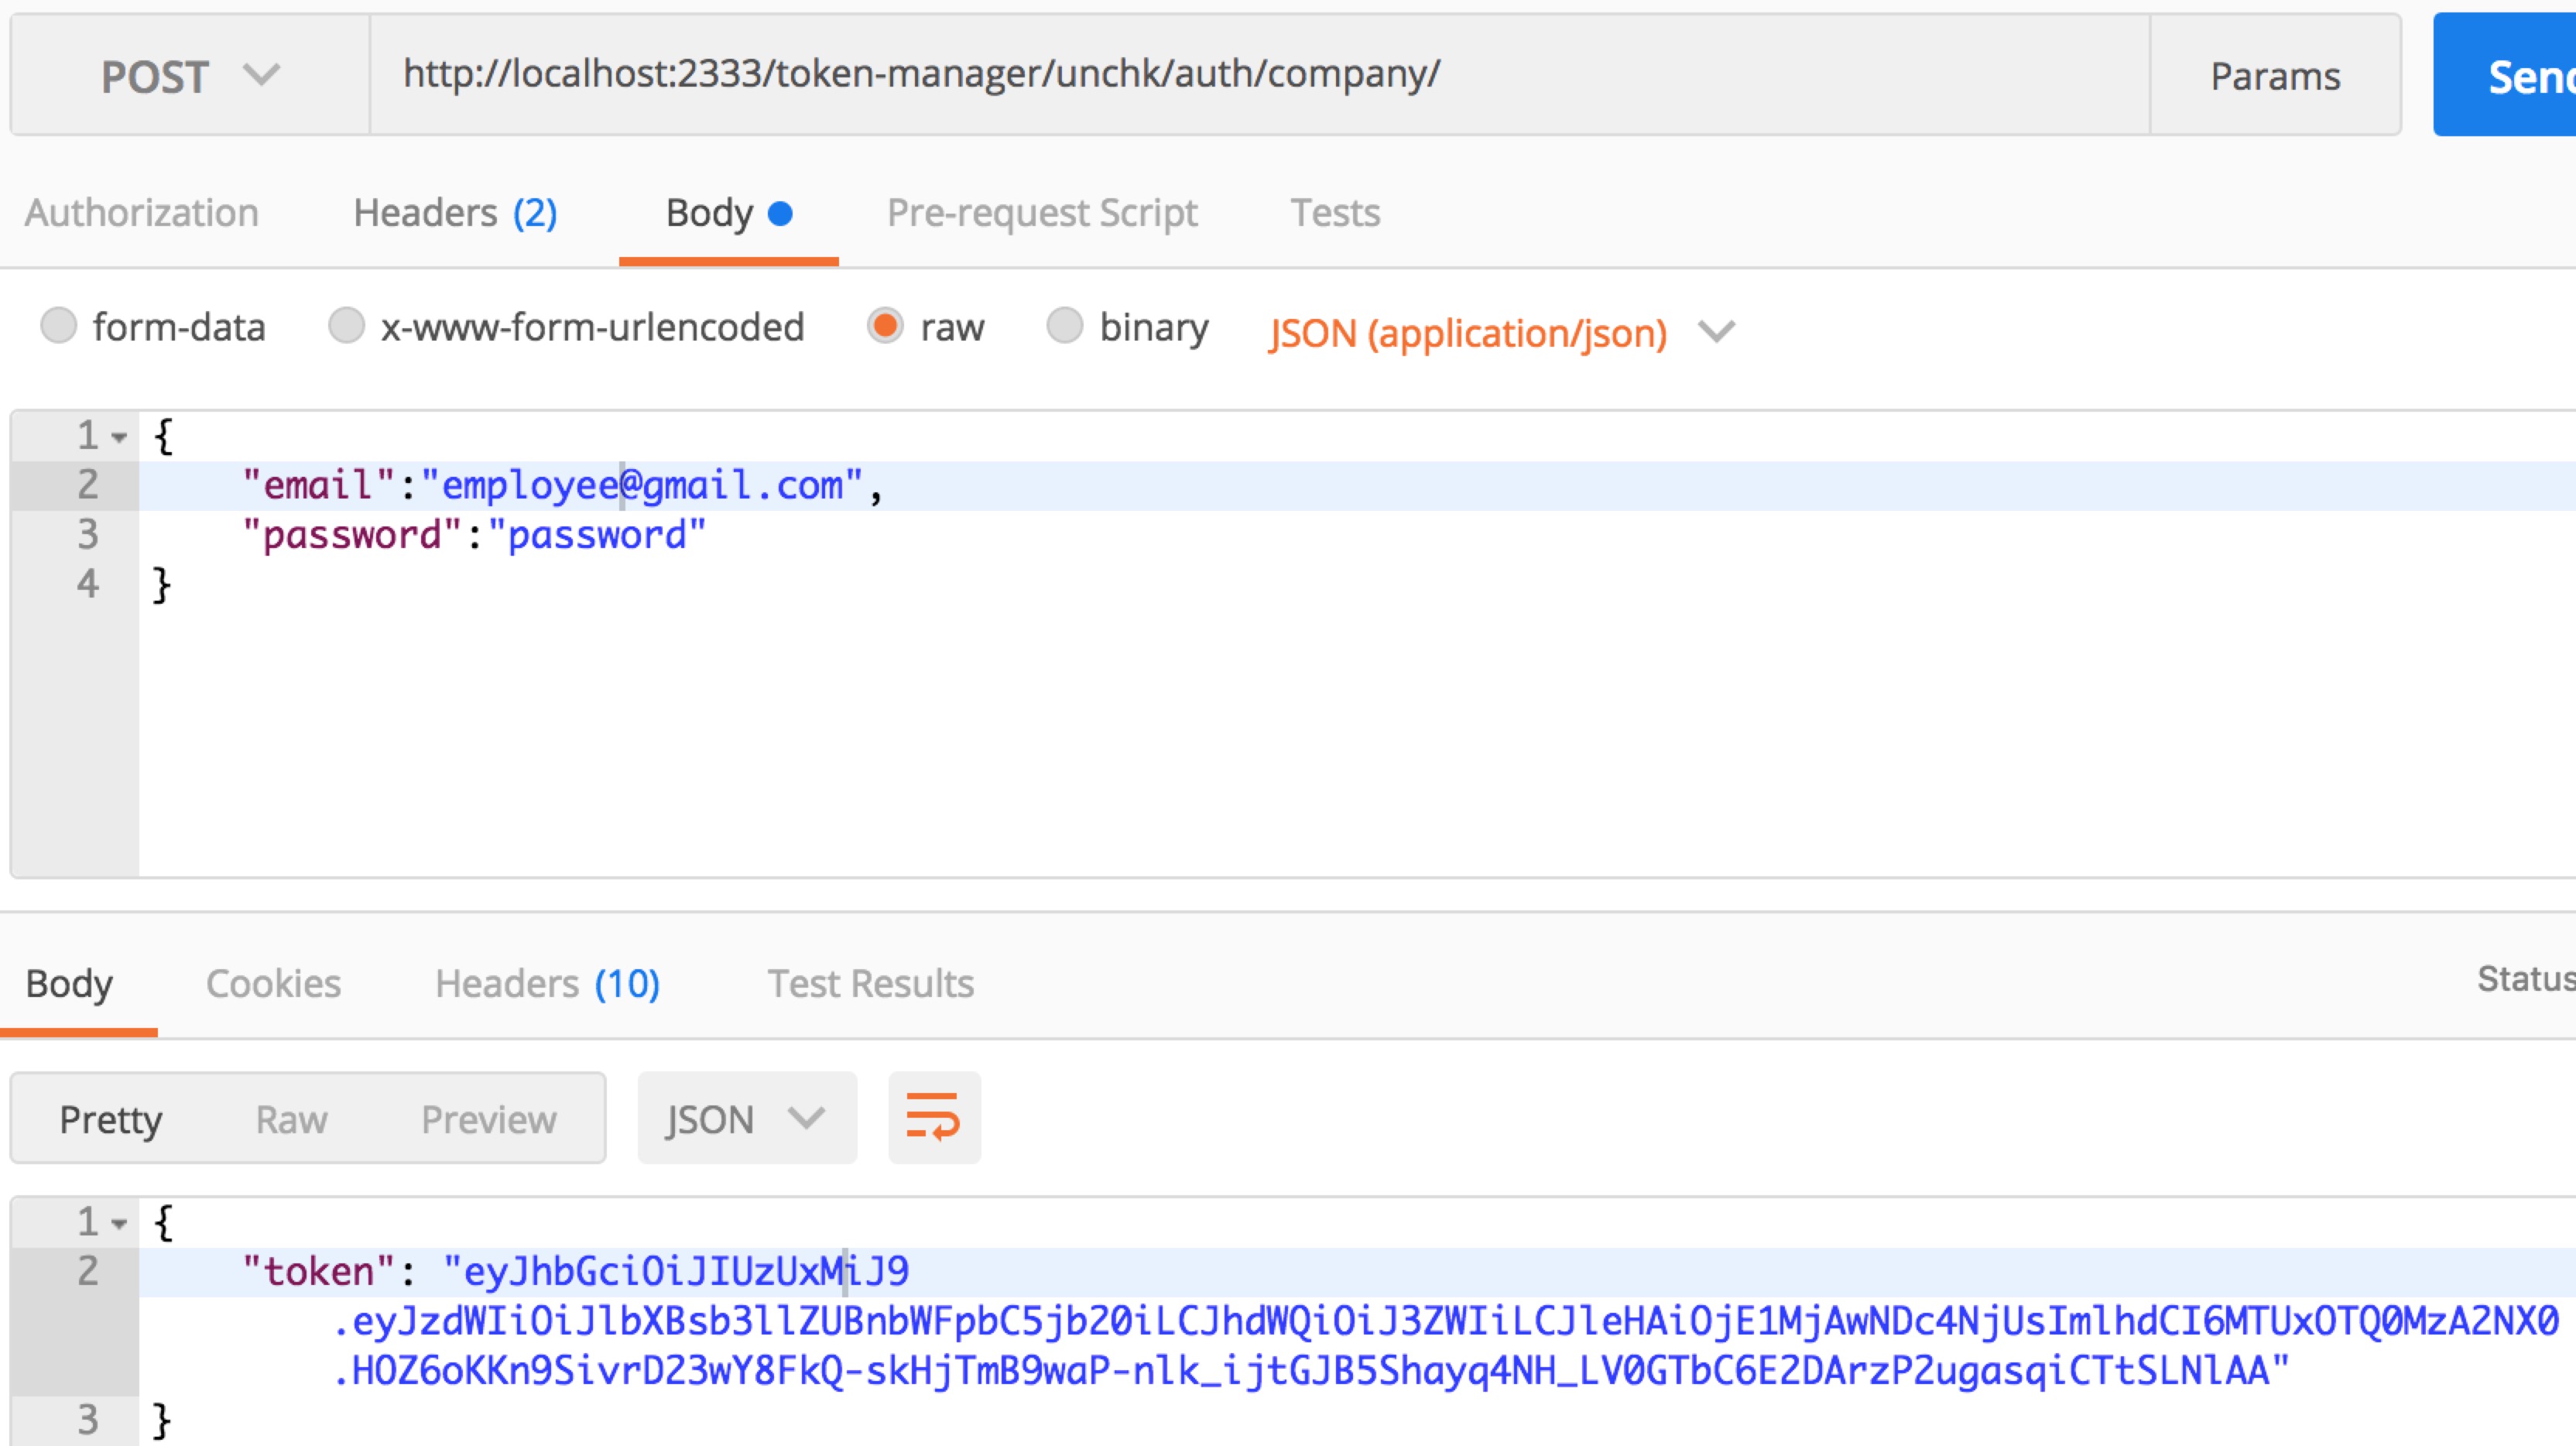 POST http://localhost:2333/token-manager/unchk/auth/company/ Params Send
Authorization Headers (2) Body Pre-request Script Tests
form-data x-www-form-urlencoded raw binary JSON (application/json)
1 {
2 "email":"employee@gmail.com",
3 "password":"password"
4 }
Body Cookies Headers (10) Test Results Status
Pretty Raw Preview JSON
1 {
2 "token": "eyJhbGciOiJIUzUxMiJ9
.eyJzdWIiOiJlbXBsb3llZUBnbWFpbC5jb20iLCJhdWQiOiJ3ZWIiLCJleHAiOjE1MjAwNDc4NjUsImlhdCI6MTUxOTQ0MzA2NX0
.HOZ6oKKn9SivrD23wY8FkQ-skHjTmB9waP-nlk_ijtGJB5Shayq4NH_LV0GTbC6E2DArzP2ugasqiCTtSLNlAA"
3 }